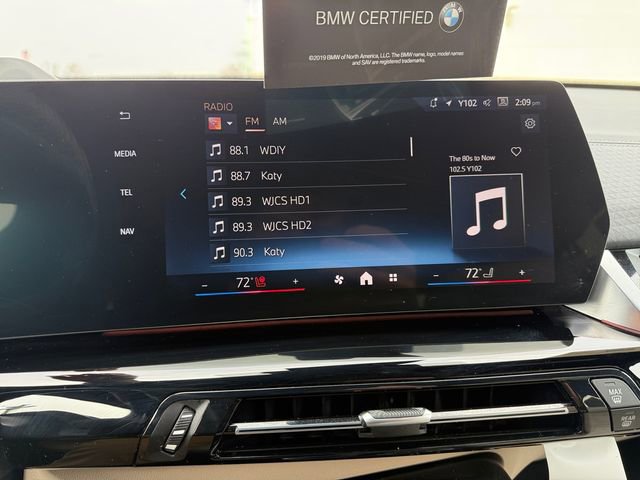 BMW CERTIFIED
©2019 BMW of North America, LLC. The BMW name, logo, model names
and SAV are registered trademarks.
RADIO
Y102 2:09 pm
FM AM
MEDIA
TEL
NAV
88.1 WDIY
88.7 Katy
89.3 WJCS HD1
89.3 WJCS HD2
90.3 Katy
The 80s to Now
102.5 Y102
- 72° +
- 72° +
MAX
REAR